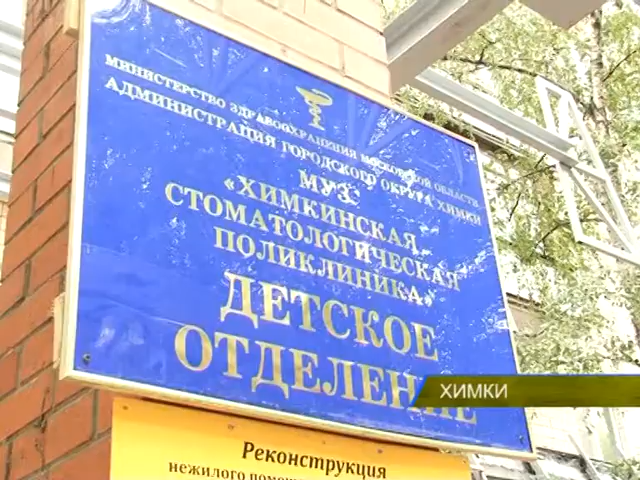 МИНИСТЕРСТВО ЗДРАВООХРАНЕНИЯ МОСКОВСКОЙ ОБЛАСТИ
АДМИНИСТРАЦИЯ ГОРОДСКОГО ОКРУГА ХИМКИ
МУЗ
«ХИМКИНСКАЯ
СТОМАТОЛОГИЧЕСКАЯ
ПОЛИКЛИНИКА»
ДЕТСКОЕ
ОТДЕЛЕНИЕ
ХИМКИ
Реконструкция
нежилого